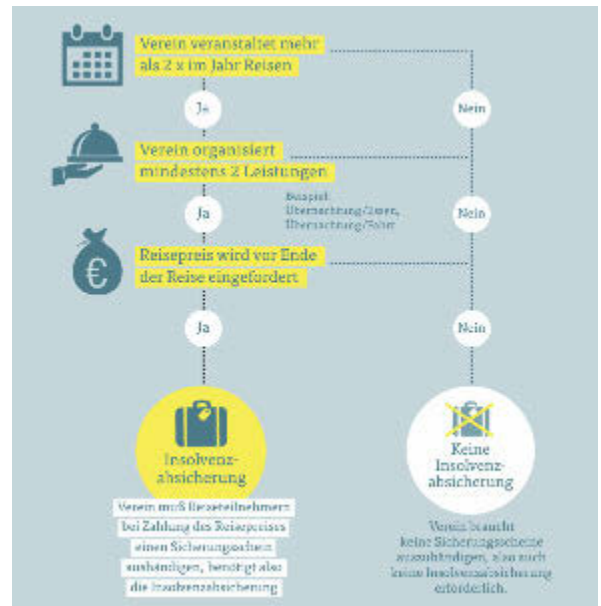 Verein veranstaltet mehr
als 2 x im Jahr Reisen
Ja
Nein
Verein organisiert
mindestens 2 Leistungen
Beispiel:
Übernachtung/Essen,
Übernachtung/Fahrt
Ja
Nein
Reisepreis wird vor Ende
der Reise eingefordert
€
Ja
Nein
Insolvenz-
absicherung
Verein muß Reiseteilnehmern
bei Zahlung des Reisepreises
einen Sicherungsschein
aushändigen, benötigt also
die Insolvenzabsicherung
Keine
Insolvenz-
absicherung
Verein braucht
keine Sicherungsscheine
auszuhändigen, also auch
keine Insolvenzabsicherung
erforderlich.